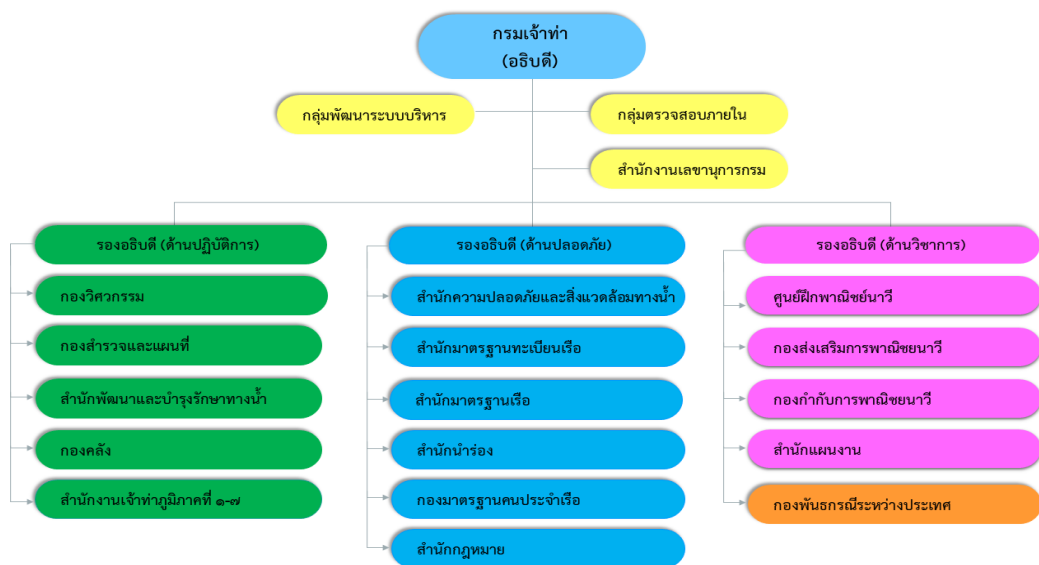 กรมเจ้าท่า
(อธิบดี)
กลุ่มพัฒนาระบบบริหาร
กลุ่มตรวจสอบภายใน
สำนักงานเลขานุการกรม
รองอธิบดี (ด้านปฏิบัติการ)
กองวิศวกรรม
กองสำรวจและแผนที่
สำนักพัฒนาและบำรุงรักษาทางน้ำ
กองคลัง
สำนักงานเจ้าท่าภูมิภาคที่ ๑-๗
รองอธิบดี (ด้านปลอดภัย)
สำนักความปลอดภัยและสิ่งแวดล้อมทางน้ำ
สำนักมาตรฐานทะเบียนเรือ
สำนักมาตรฐานเรือ
สำนักนำร่อง
กองมาตรฐานคนประจำเรือ
สำนักกฎหมาย
รองอธิบดี (ด้านวิชาการ)
ศูนย์ฝึกพาณิชย์นาวี
กองส่งเสริมการพาณิชยนาวี
กองกำกับการพาณิชยนาวี
สำนักแผนงาน
กองพันธกรณีระหว่างประเทศ